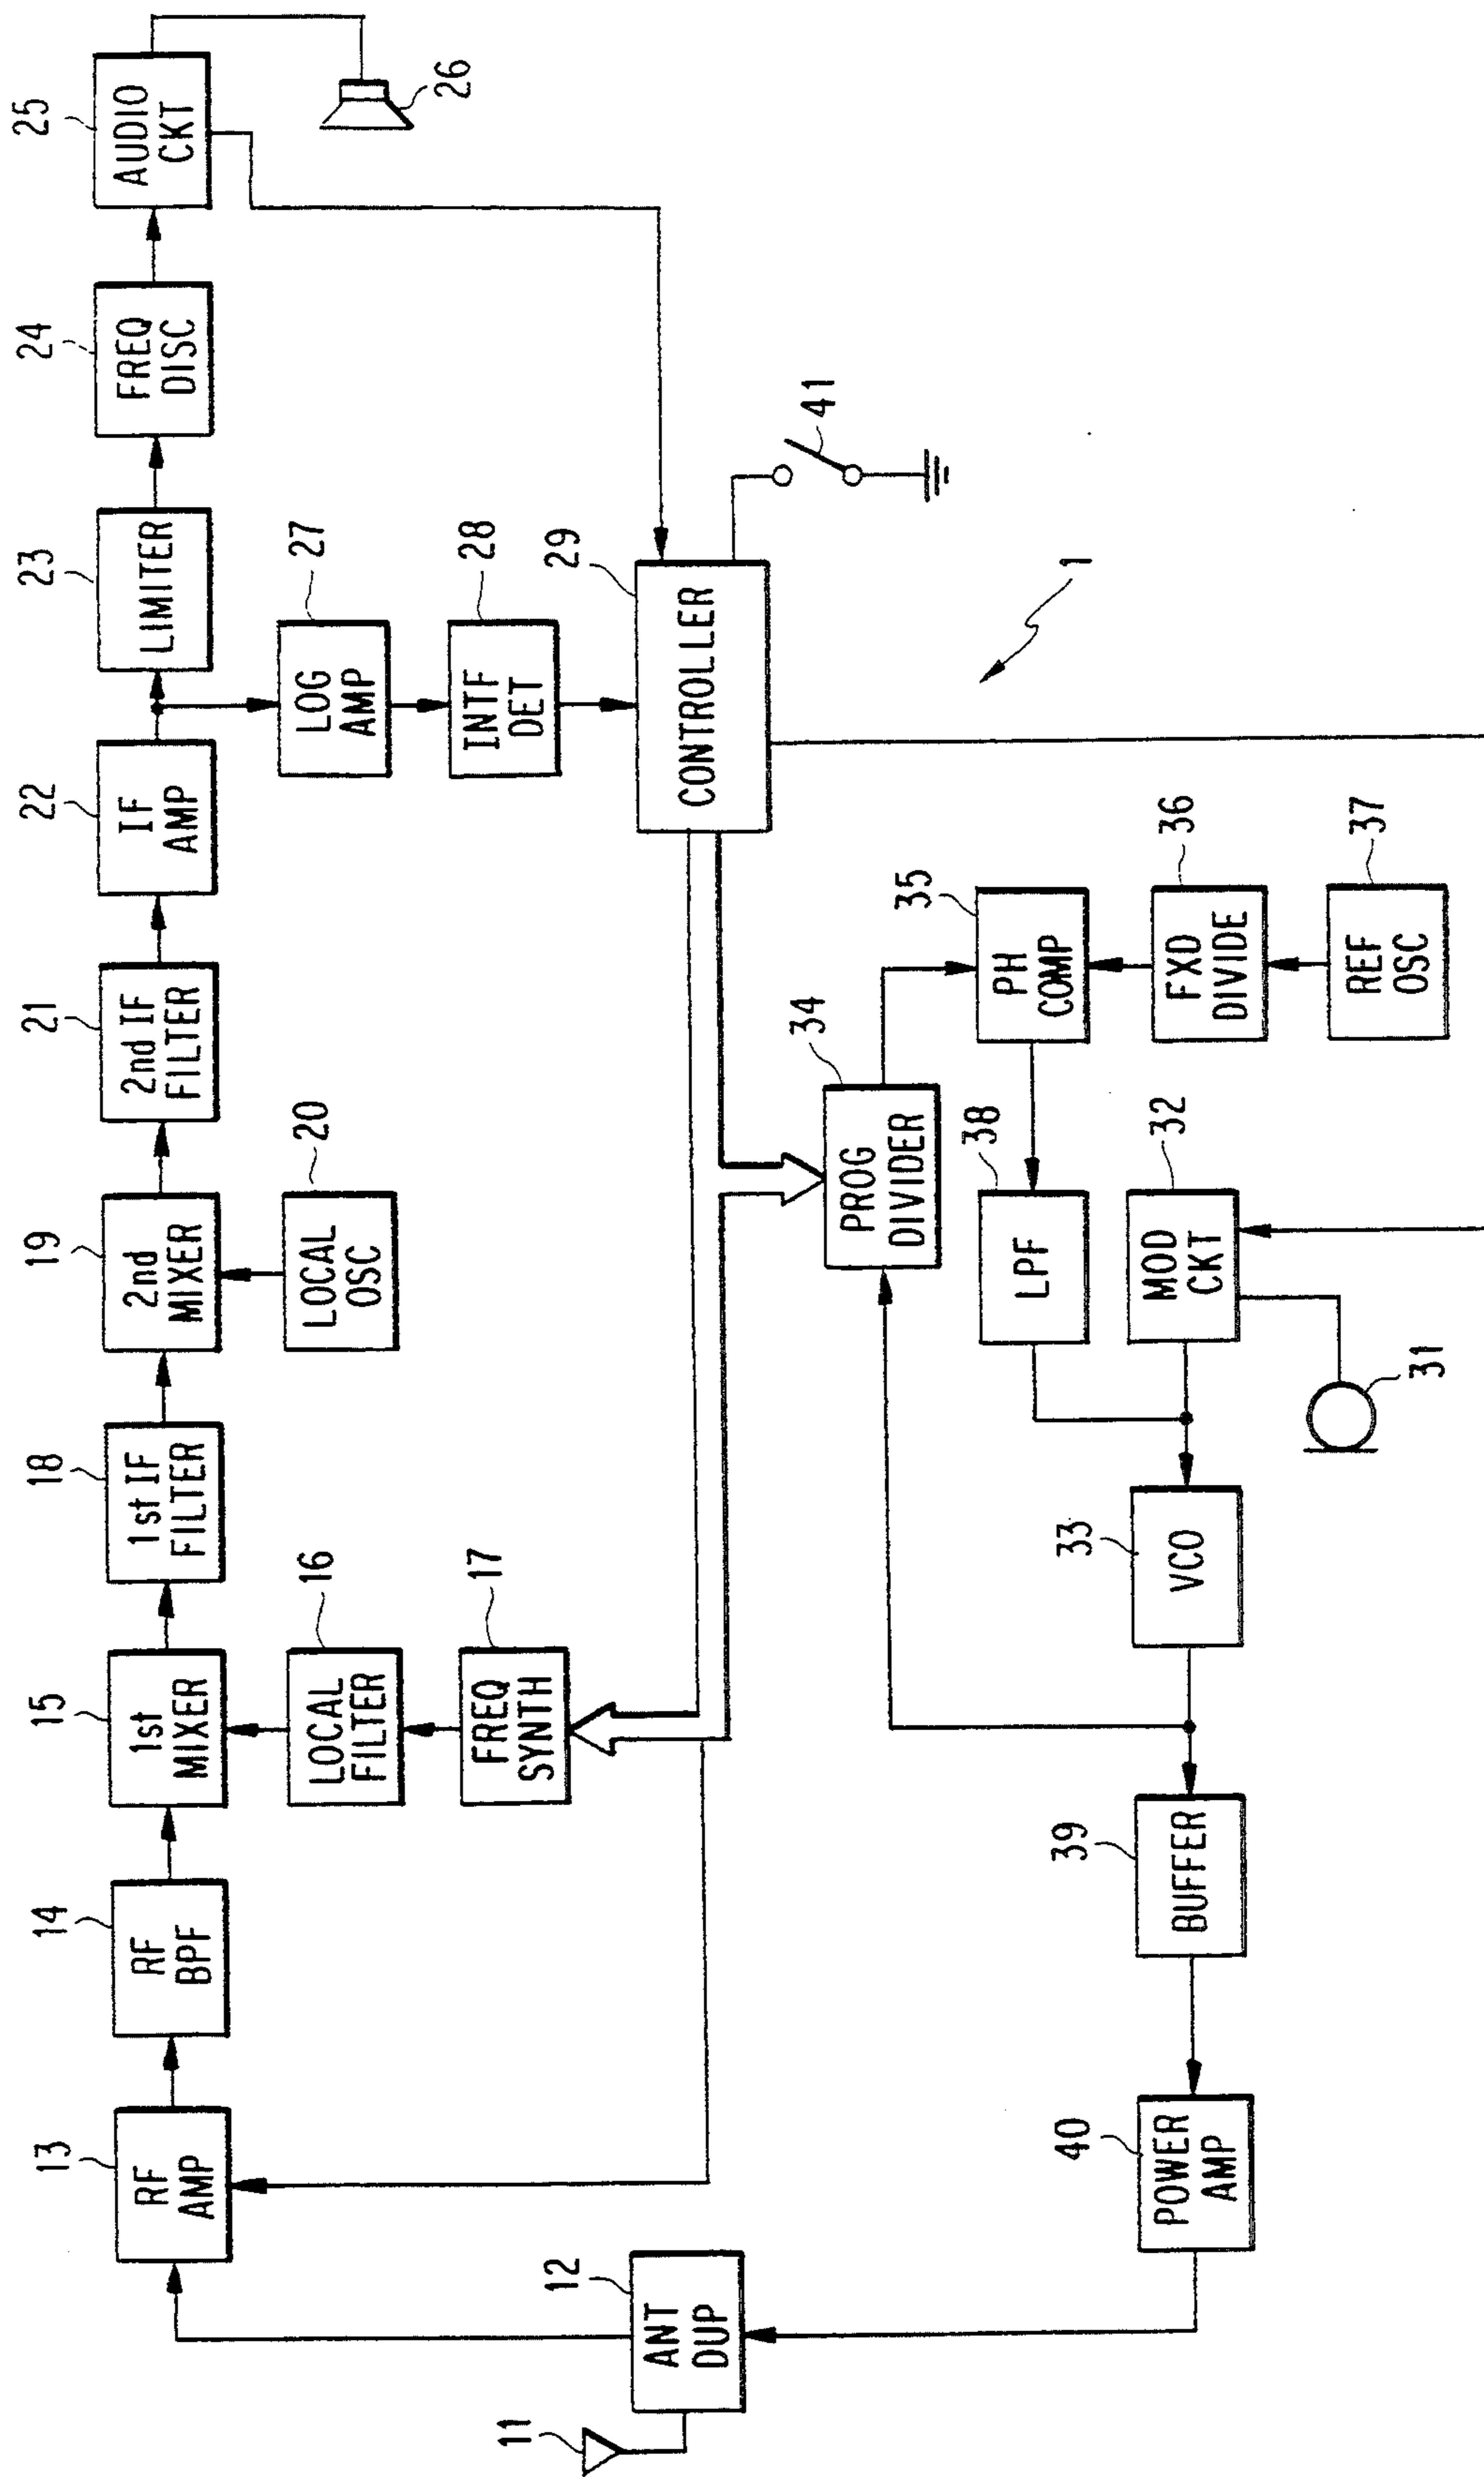 11
12
ANT
DUP
13
RF
AMP
14
RF
BPF
15
1st
MIXER
16
LOCAL
FILTER
17
FREQ
SYNTH
18
1st IF
FILTER
19
2nd
MIXER
20
LOCAL
OSC
21
2nd IF
FILTER
22
IF
AMP
23
LIMITER
24
FREQ
DISC
25
AUDIO
CKT
26
27
LOG
AMP
28
INTF
DET
29
CONTROLLER
41
1
34
PROG
DIVIDER
35
PH
COMP
36
FXD
DIVIDE
37
REF
OSC
38
LPF
32
MOD
CKT
31
33
VCO
39
BUFFER
40
POWER
AMP